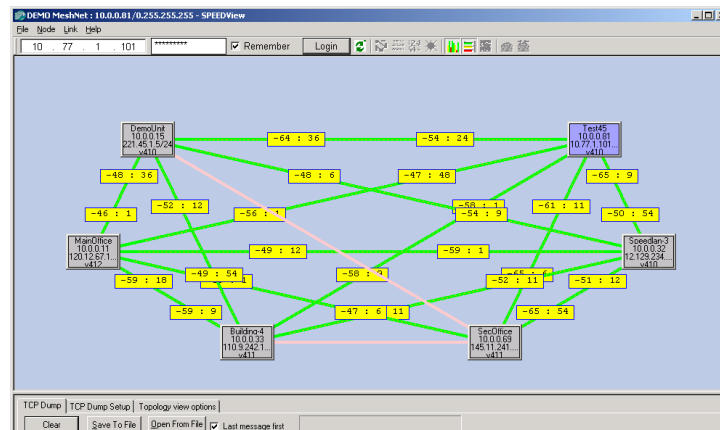 DEMO MeshNet : 10.0.0.81/0.255.255.255 - SPEEDView
File Node Link Help
10 . 77 . 1 . 101 ********* Remember Login
DemoUnit
10.0.0.15
221.45.1.5/24
v410
Test45
10.0.0.81
10.77.1.101...
v410
-64 : 36
-54 : 24
-48 : 36
-48 : 6
-47 : 48
-65 : 9
-52 : 12
-58 : 1
-61 : 11
-46 : 1
-56 :
-54 : 9
-50 : 54
MainOffice
10.0.0.11
120.12.67.1...
v412
Speedlan-3
10.0.0.32
12.129.234....
v410
-49 : 12
-59 : 1
-59 : 18
-49 : 54
-58 :
-52 : 11
-51 : 12
-59 : 9
-47 : 6
11
-65 : 54
Building-4
10.0.0.33
110.9.242.1...
v411
SecOffice
10.0.0.69
145.11.241....
v411
TCP Dump TCP Dump Setup Topology view options
Clear Save To File Open From File Last message first